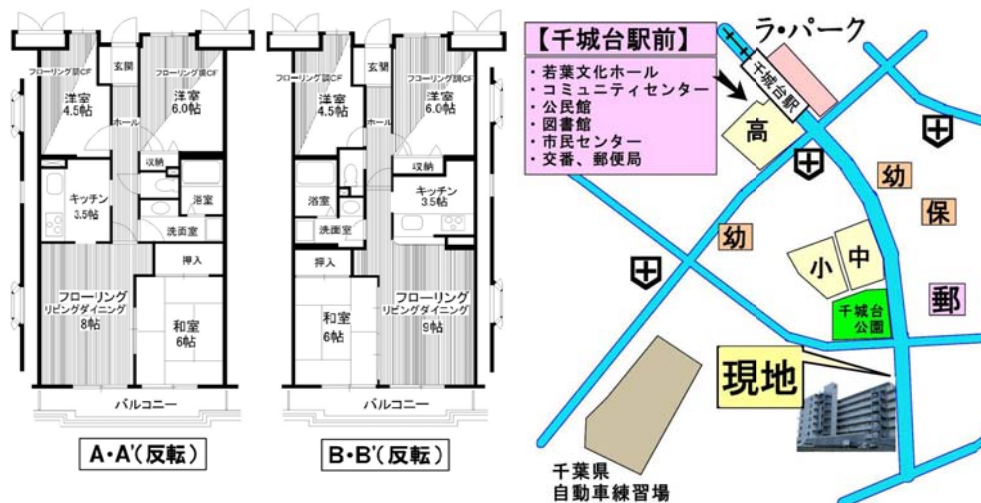 フローリング調CF
洋室
4.5帖
玄関
フローリング調CF
洋室
6.0帖
ホール
収納
キッチン
3.5帖
浴室
洗面室
押入
フローリング
リビングダイニング
8帖
和室
6帖
バルコニー
A・A'(反転)
フローリング調CF
洋室
4.5帖
玄関
フローリング調CF
洋室
6.0帖
ホール
収納
浴室
キッチン
3.5帖
洗面室
押入
フローリング
リビングダイニング
9帖
和室
6帖
バルコニー
B・B'(反転)
【千城台駅前】
・若葉文化ホール
・コミュニティセンター
・公民館
・図書館
・市民センター
・交番、郵便局
ラ・パーク
千城台駅
高
幼
保
幼
小
中
郵
千城台
公園
現地
千葉県
自動車練習場